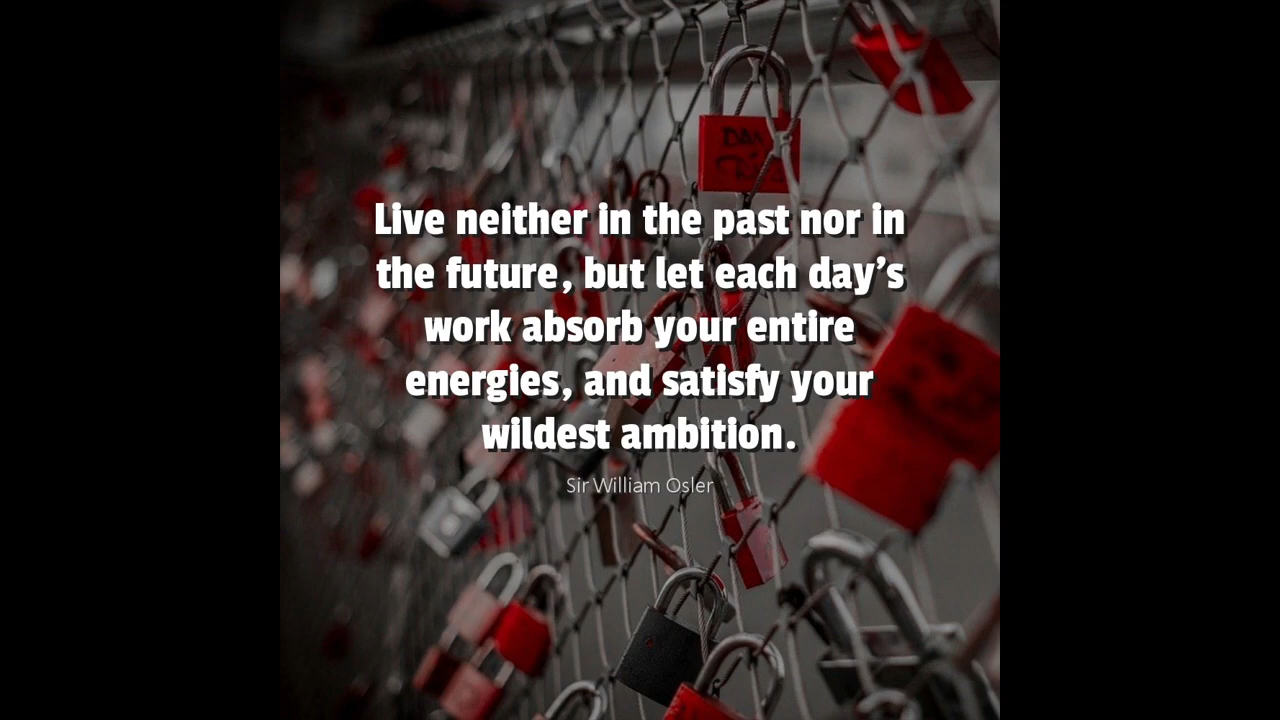 DAN
Live neither in the past nor in
the future, but let each day’s
work absorb your entire
energies, and satisfy your
wildest ambition.
Sir William Osler